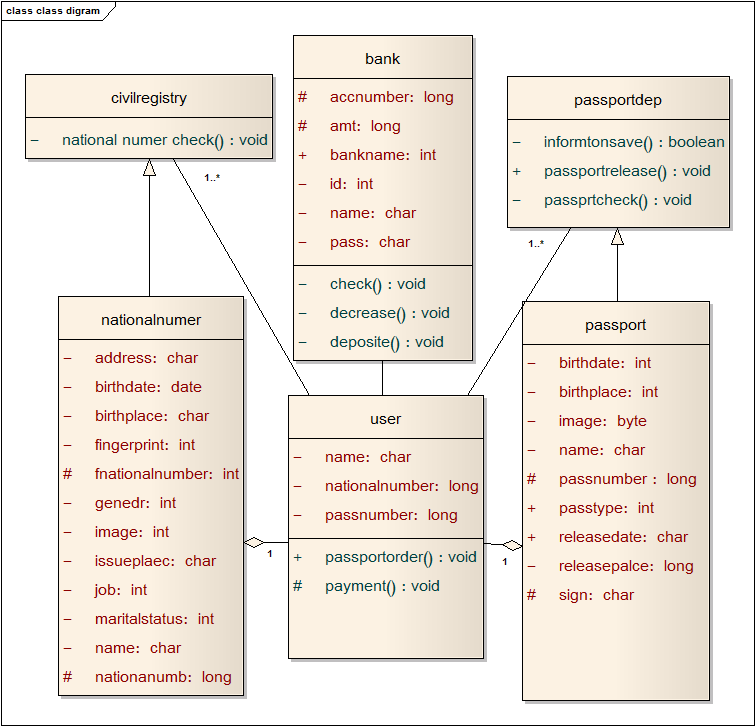 class class digram
bank
# accnumber: long
# amt: long
+ bankname: int
− id: int
− name: char
− pass: char
− check() : void
− decrease() : void
− deposite() : void
civilregistry
− national numer check() : void
passportdep
− informtonsave() : boolean
+ passportrelease() : void
− passprtcheck() : void
1..*
1..*
nationalnumer
− address: char
− birthdate: date
− birthplace: char
− fingerprint: int
# fnationalnumber: int
− genedr: int
− image: int
− issueplaec: char
− job: int
− maritalstatus: int
− name: char
# nationanumb: long
user
− name: char
− nationalnumber: long
− passnumber: long
+ passportorder() : void
# payment() : void
1
1
passport
− birthdate: int
− birthplace: int
− image: byte
− name: char
# passnumber : long
+ passtype: int
+ releasedate: char
− releasepalce: long
# sign: char